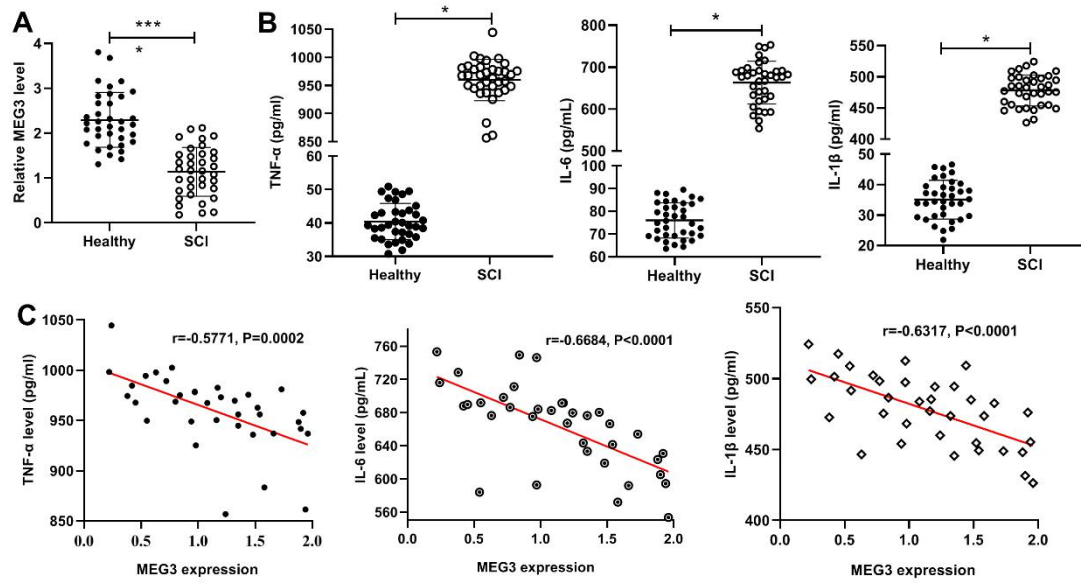 A
***
*
Relative MEG3 level
4
3
2
1
0
Healthy
SCI
B
*
TNF-α (pg/ml)
1050
1000
950
900
850
60
50
40
30
Healthy
SCI
*
IL-6 (pg/mL)
800
700
600
500
110
100
90
80
70
60
Healthy
SCI
*
IL-1β (pg/ml)
550
500
450
400
50
40
30
20
10
Healthy
SCI
C
r=-0.5771, P=0.0002
TNF-α level (pg/ml)
1050
1000
950
900
850
0.0
0.5
1.0
1.5
2.0
MEG3 expression
r=-0.6684, P<0.0001
IL-6 level (pg/mL)
760
720
680
640
600
560
0.0
0.5
1.0
1.5
2.0
MEG3 expression
r=-0.6317, P<0.0001
IL-1β level (pg/ml)
500
500
450
400
0.0
0.5
1.0
1.5
2.0
MEG3 expression